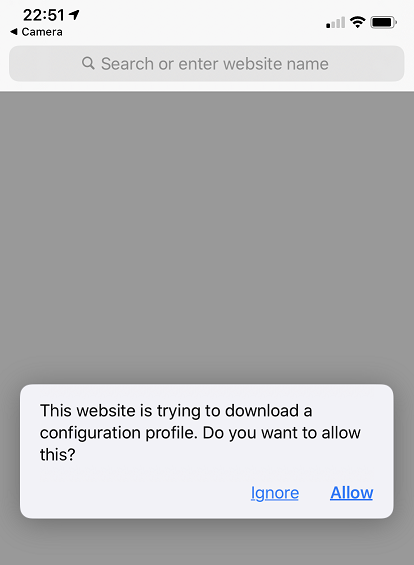 22:51
◀ Camera
Search or enter website name
This website is trying to download a
configuration profile. Do you want to allow
this?
Ignore Allow